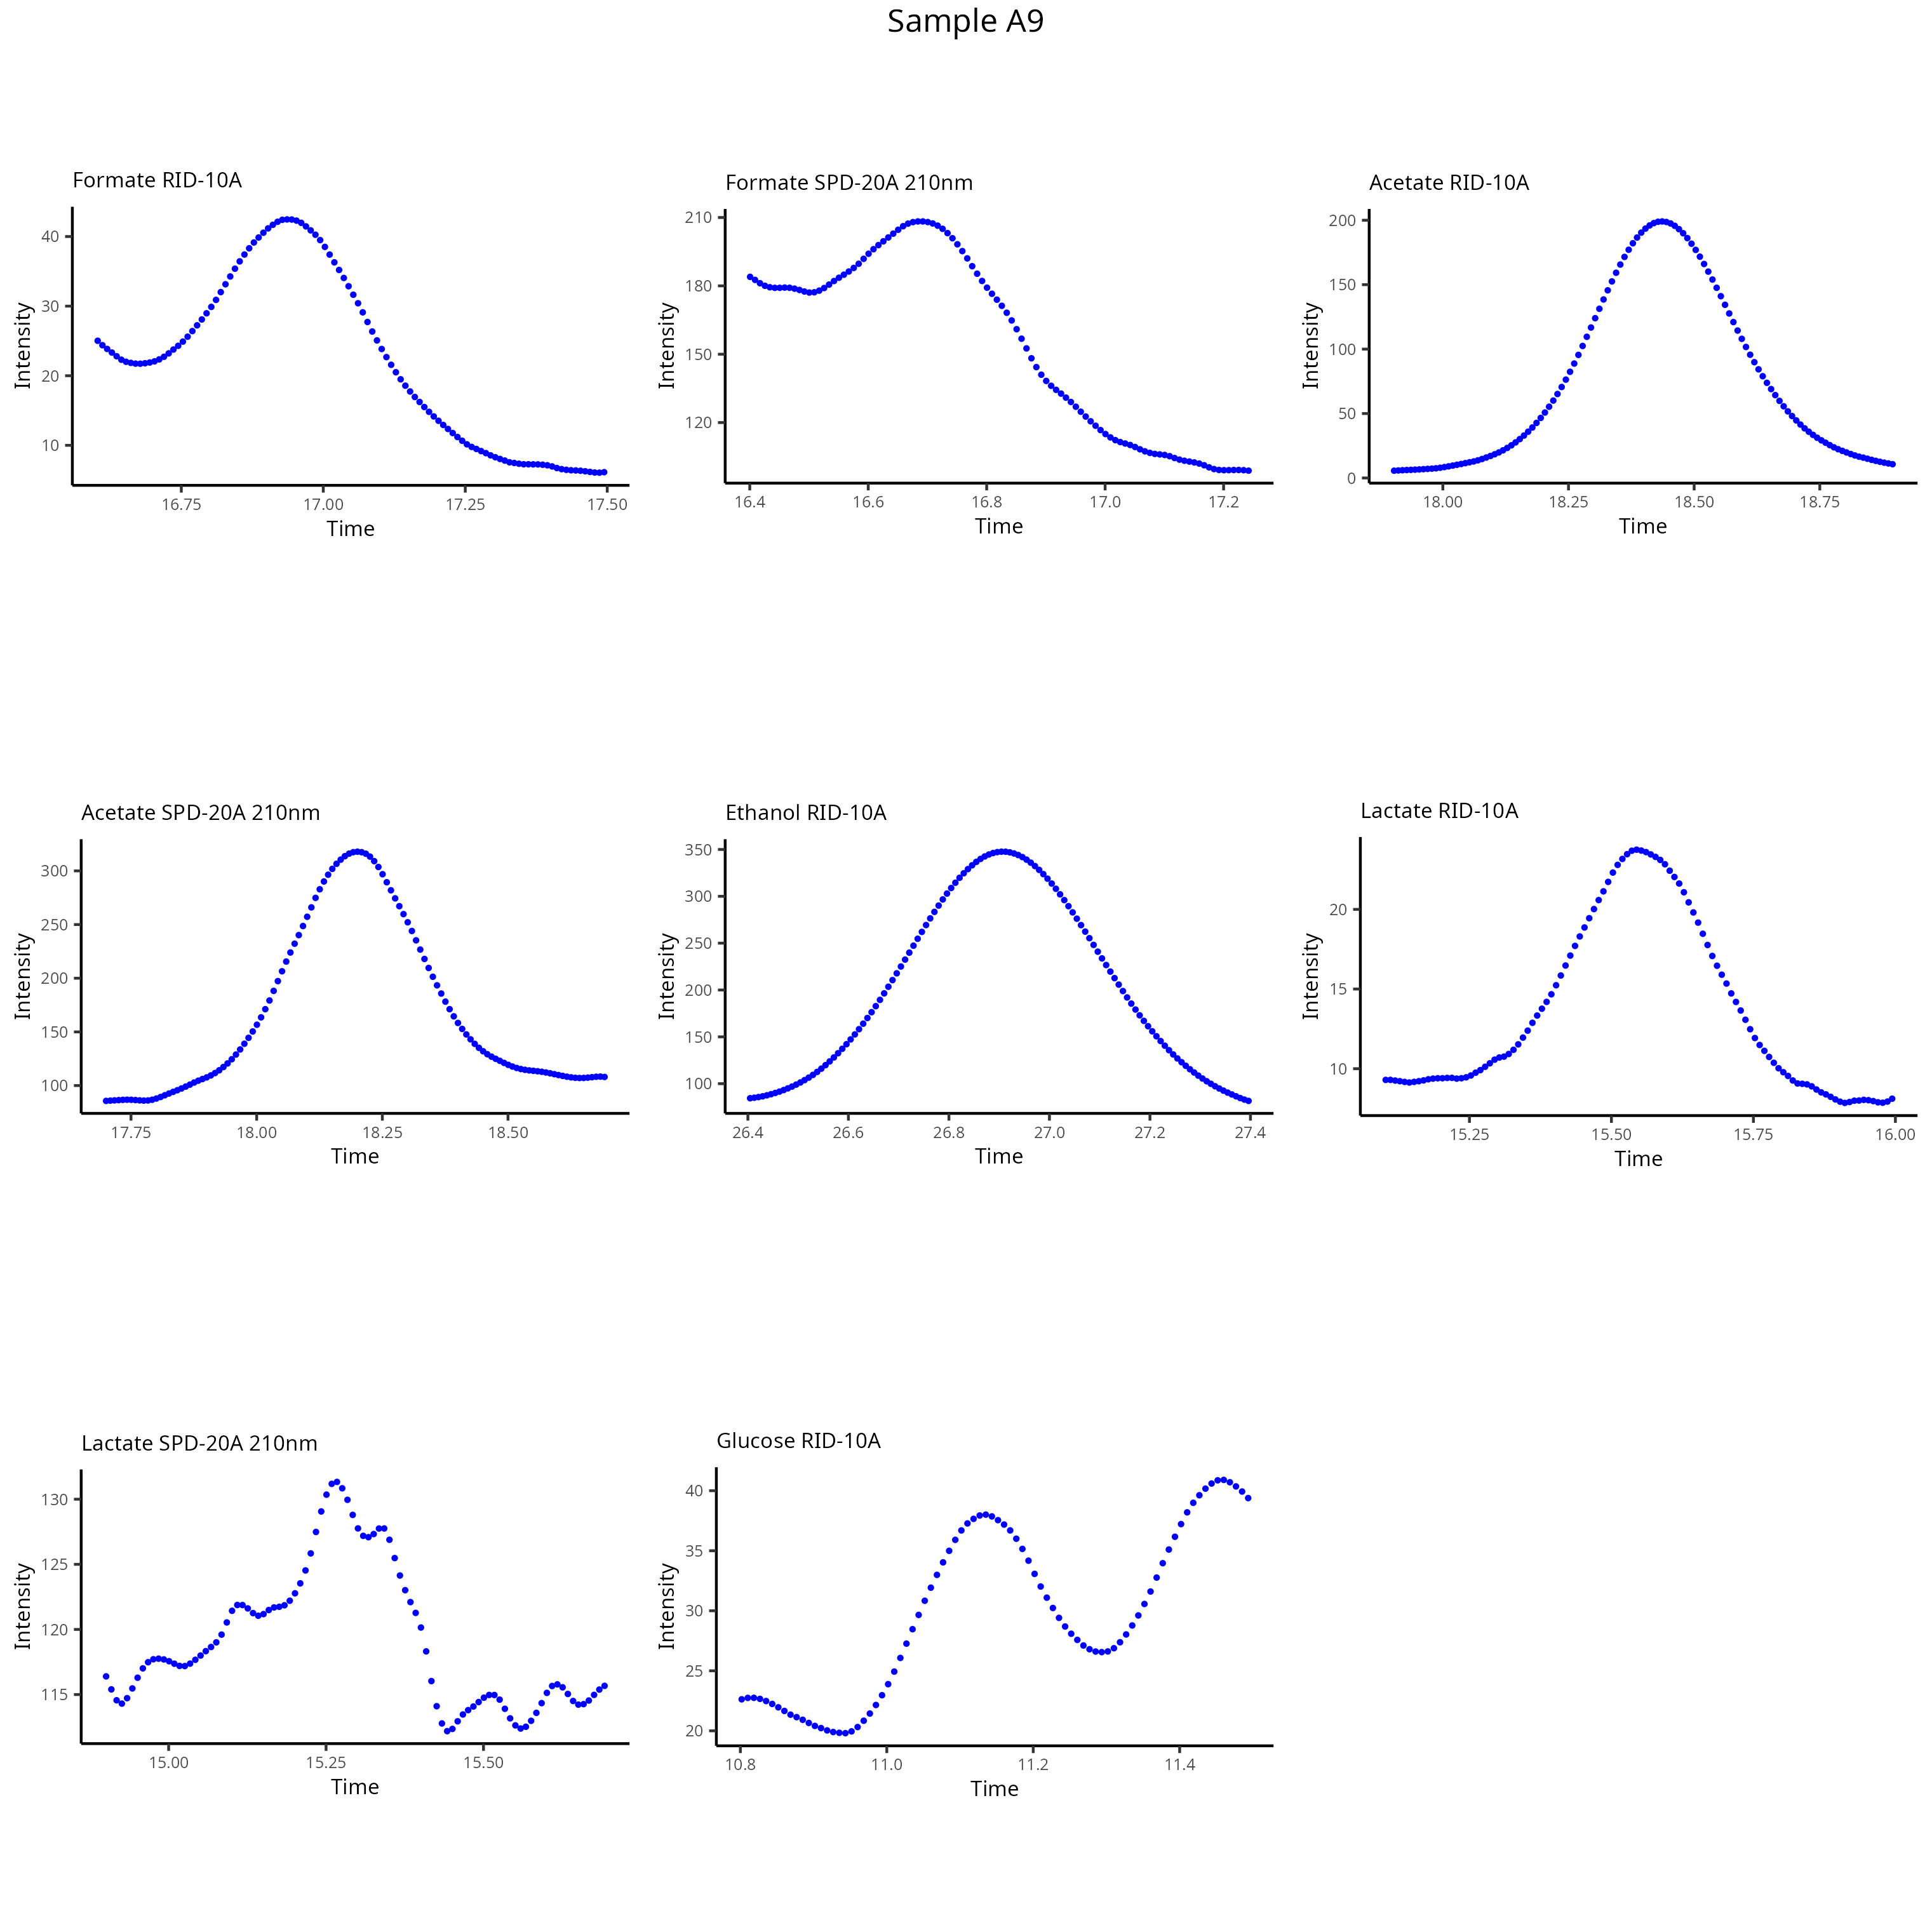 Sample A9
Formate RID-10A
Intensity
40
30
20
10
16.75 17.00 17.25 17.50
Time
Formate SPD-20A 210nm
Intensity
210
180
150
120
16.4 16.6 16.8 17.0 17.2
Time
Acetate RID-10A
Intensity
200
150
100
50
0
18.00 18.25 18.50 18.75
Time
Acetate SPD-20A 210nm
Intensity
300
250
200
150
100
17.75 18.00 18.25 18.50
Time
Ethanol RID-10A
Intensity
350
300
250
200
150
100
26.4 26.6 26.8 27.0 27.2 27.4
Time
Lactate RID-10A
Intensity
20
15
10
15.25 15.50 15.75 16.00
Time
Lactate SPD-20A 210nm
Intensity
130
125
120
115
15.00 15.25 15.50
Time
Glucose RID-10A
Intensity
40
35
30
25
20
10.8 11.0 11.2 11.4
Time